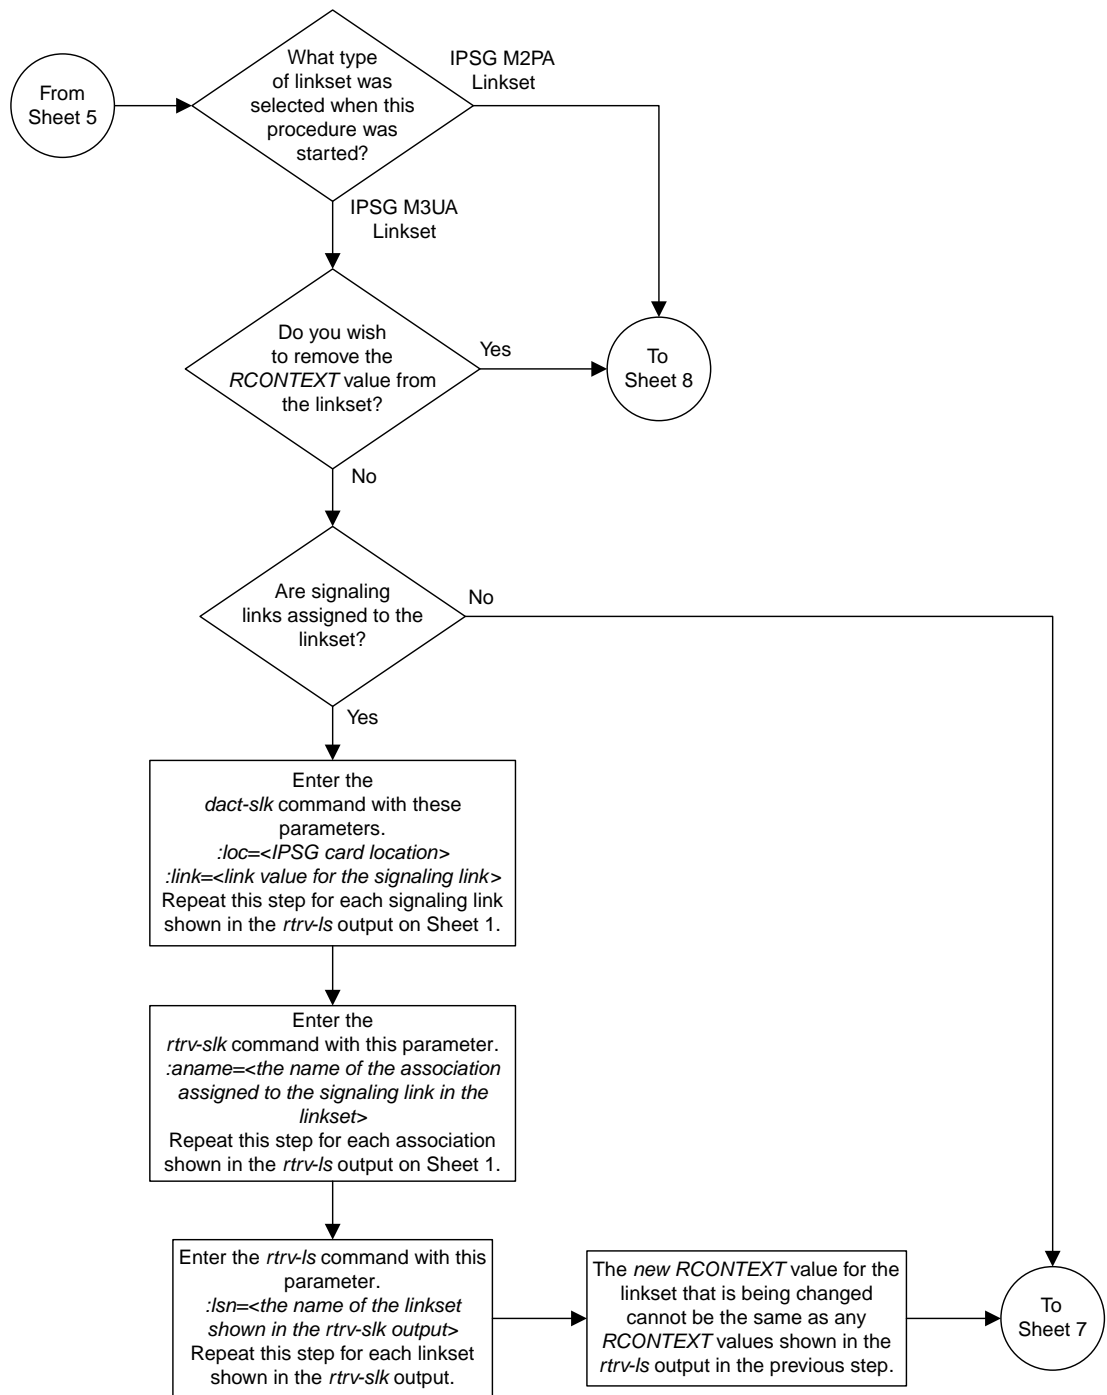 From
Sheet 5
What type
of linkset was
selected when this
procedure was
started?
IPSG M2PA
Linkset
IPSG M3UA
Linkset
Do you wish
to remove the
RCONTEXT value from
the linkset?
Yes
To
Sheet 8
No
Are signaling
links assigned to the
linkset?
No
Yes
Enter the
dact-slk command with these
parameters.
:loc=<IPSG card location>
:link=<link value for the signaling link>
Repeat this step for each signaling link
shown in the rtrv-ls output on Sheet 1.
Enter the
rtrv-slk command with this parameter.
:aname=<the name of the association
assigned to the signaling link in the
linkset>
Repeat this step for each association
shown in the rtrv-ls output on Sheet 1.
Enter the rtrv-ls command with this
parameter.
:lsn=<the name of the linkset
shown in the rtrv-slk output>
Repeat this step for each linkset
shown in the rtrv-slk output.
The new RCONTEXT value for the
linkset that is being changed
cannot be the same as any
RCONTEXT values shown in the
rtrv-ls output in the previous step.
To
Sheet 7